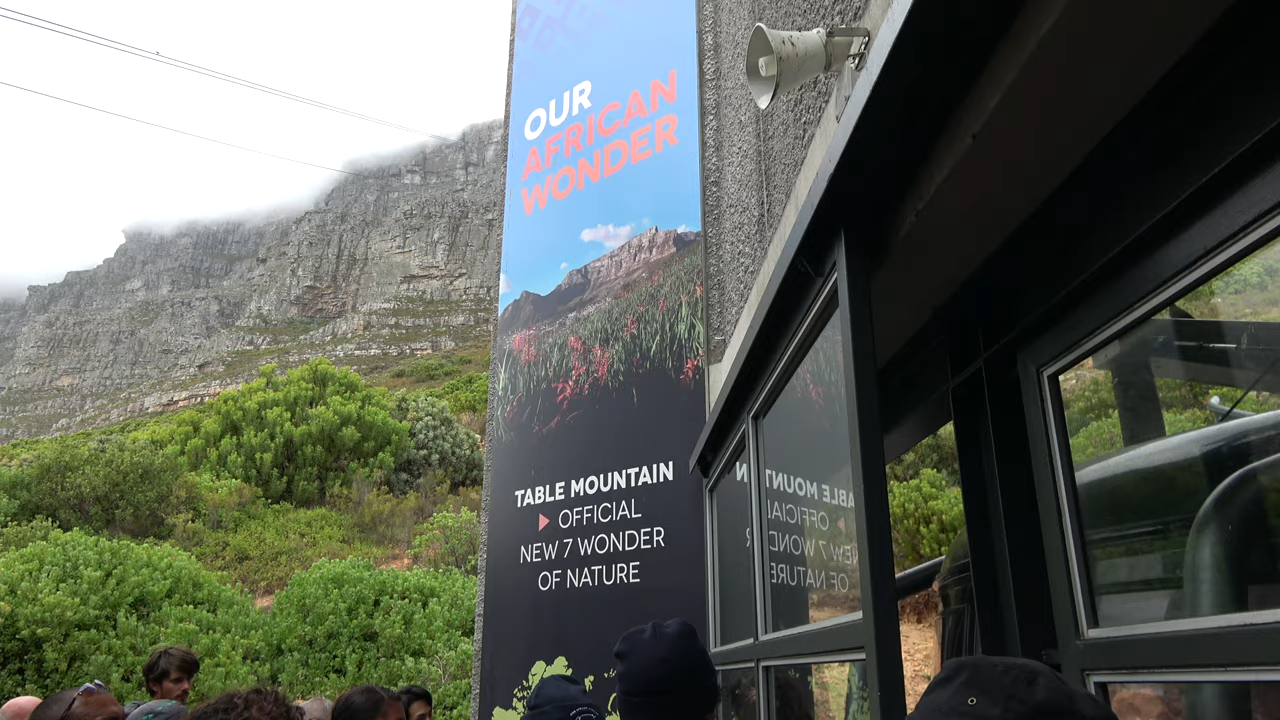 OUR
AFRICAN
WONDER
TABLE MOUNTAIN
OFFICIAL
NEW 7 WONDER
OF NATURE